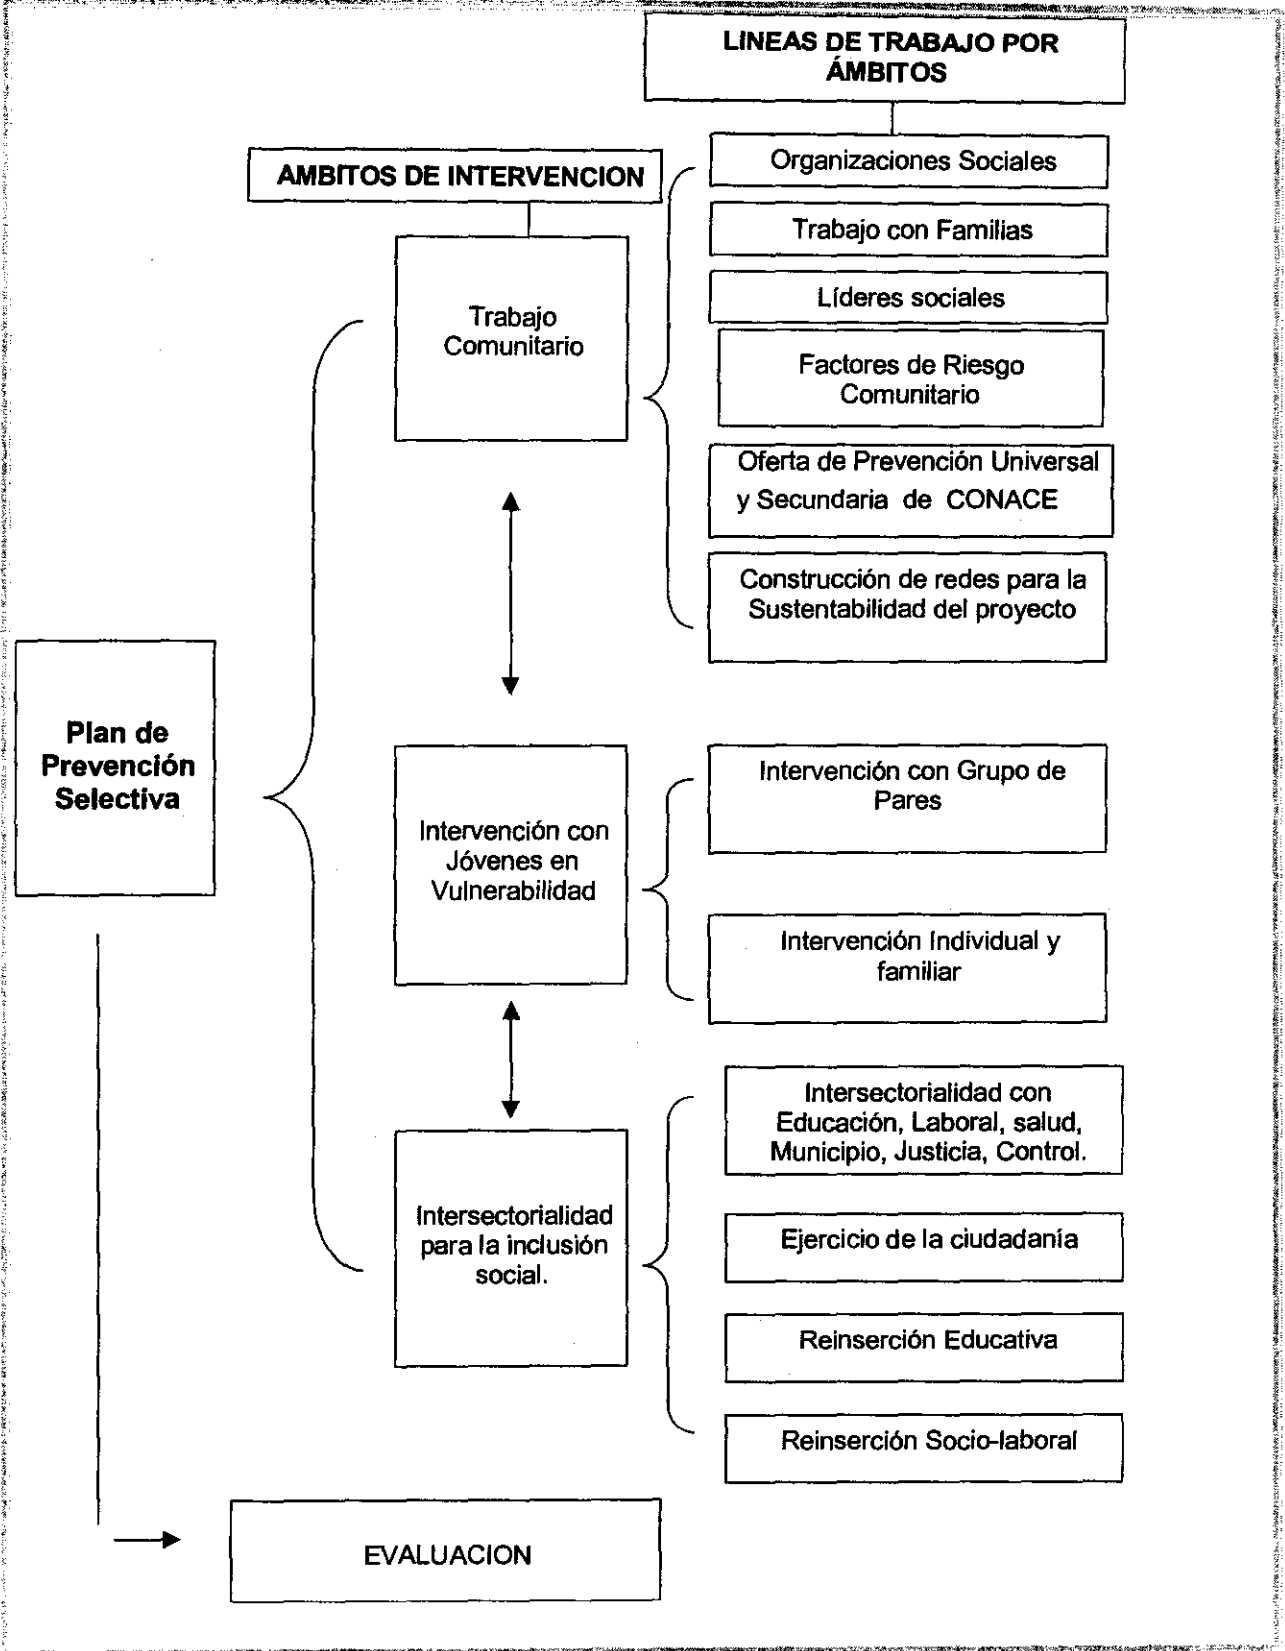 LINEAS DE TRABAJO POR
ÁMBITOS
AMBITOS DE INTERVENCION
Organizaciones Sociales
Trabajo con Familias
Líderes sociales
Trabajo
Comunitario
Factores de Riesgo
Comunitario
Oferta de Prevención Universal
y Secundaria de CONACE
Construcción de redes para la
Sustentabilidad del proyecto
Plan de
Prevención
Selectiva
Intervención con
Jóvenes en
Vulnerabilidad
Intervención con Grupo de
Pares
Intervención Individual y
familiar
Intersectorialidad
para la inclusión
social.
Intersectorialidad con
Educación, Laboral, salud,
Municipio, Justicia, Control.
Ejercicio de la ciudadanía
Reinserción Educativa
Reinserción Socio-laboral
EVALUACION